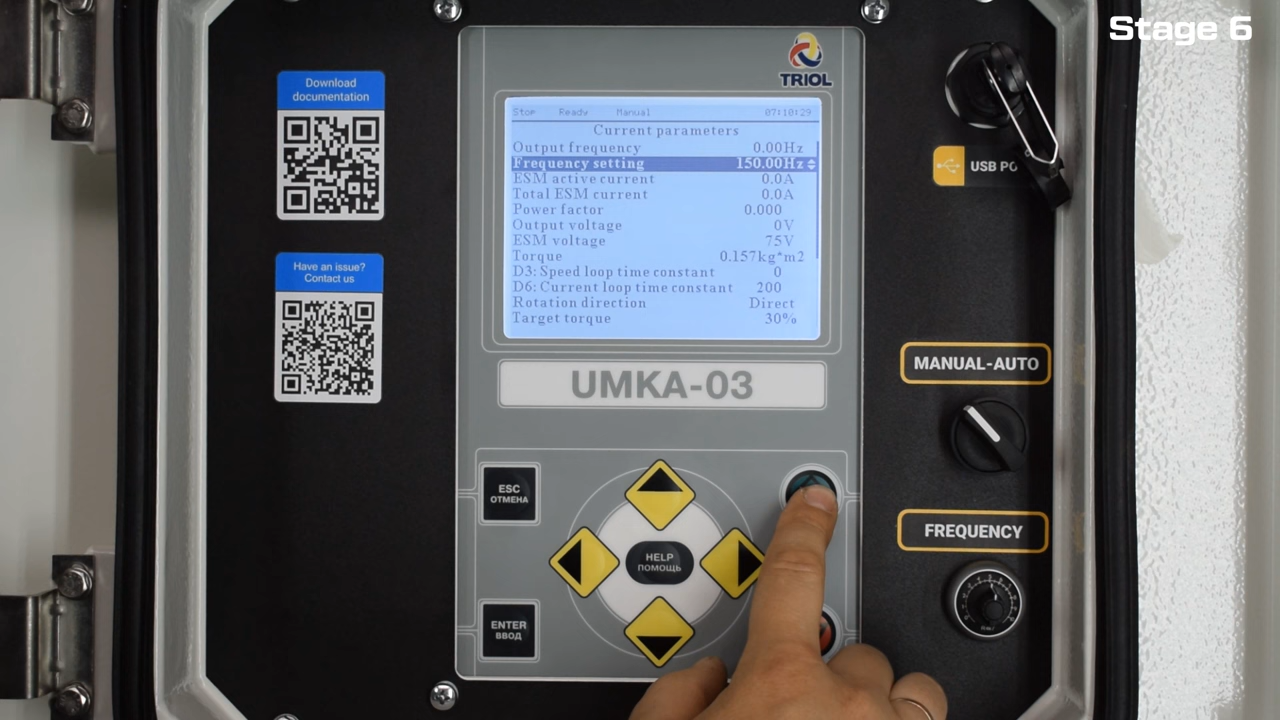 Stage 6
Download
documentation
Have an issue?
Contact us
TRIOL
Stop Ready Manual 07:10:29
Current parameters
Output frequency 0.00Hz
Frequency setting 150.00Hz
ESM active current 0.0A
Total ESM current 0.0A
Power factor 0.000
Output voltage 0V
ESM voltage 75V
Torque 0.157kg*m2
D3: Speed loop time constant 0
D6: Current loop time constant 200
Rotation direction Direct
Target torque 30%
UMKA-03
ESC
ОТМЕНА
HELP
ПОМОЩЬ
ENTER
ВВОД
USB
MANUAL-AUTO
FREQUENCY